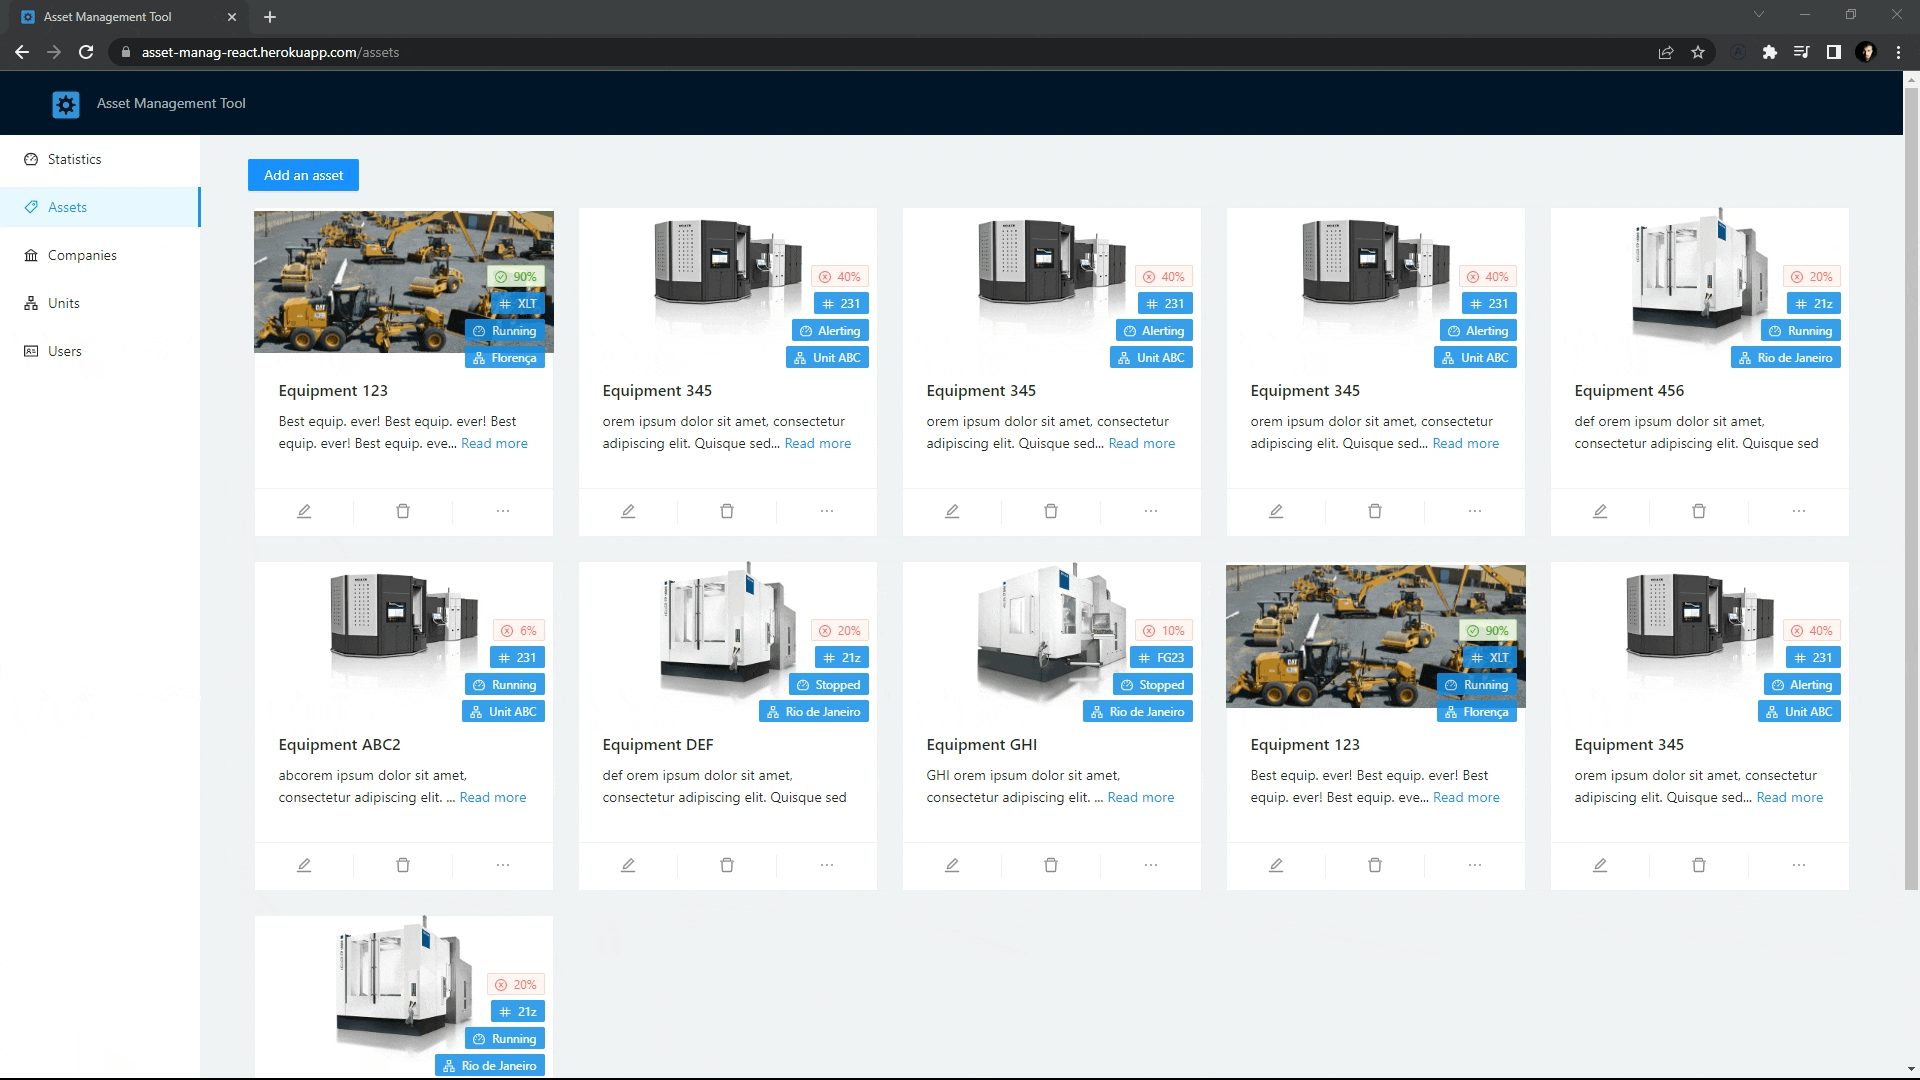 Asset Management Tool
asset-manag-react.herokuapp.com/assets
Asset Management Tool
Statistics
Assets
Companies
Units
Users
Add an asset
90%
XLT
Running
Florença
Equipment 123
Best equip. ever! Best equip. ever! Best
equip. ever! Best equip. eve... Read more
40%
231
Alerting
Unit ABC
Equipment 345
orem ipsum dolor sit amet, consectetur
adipiscing elit. Quisque sed... Read more
40%
231
Alerting
Unit ABC
Equipment 345
orem ipsum dolor sit amet, consectetur
adipiscing elit. Quisque sed... Read more
40%
231
Alerting
Unit ABC
Equipment 345
orem ipsum dolor sit amet, consectetur
adipiscing elit. Quisque sed... Read more
20%
21z
Running
Rio de Janeiro
Equipment 456
def orem ipsum dolor sit amet,
consectetur adipiscing elit. Quisque sed
6%
231
Running
Unit ABC
Equipment ABC2
abcorem ipsum dolor sit amet,
consectetur adipiscing elit. ... Read more
20%
21z
Stopped
Rio de Janeiro
Equipment DEF
def orem ipsum dolor sit amet,
consectetur adipiscing elit. Quisque sed
10%
FG23
Stopped
Rio de Janeiro
Equipment GHI
GHI orem ipsum dolor sit amet,
consectetur adipiscing elit. ... Read more
90%
XLT
Running
Florença
Equipment 123
Best equip. ever! Best equip. ever! Best
equip. ever! Best equip. eve... Read more
40%
231
Alerting
Unit ABC
Equipment 345
orem ipsum dolor sit amet, consectetur
adipiscing elit. Quisque sed... Read more
20%
21z
Running
Rio de Janeiro